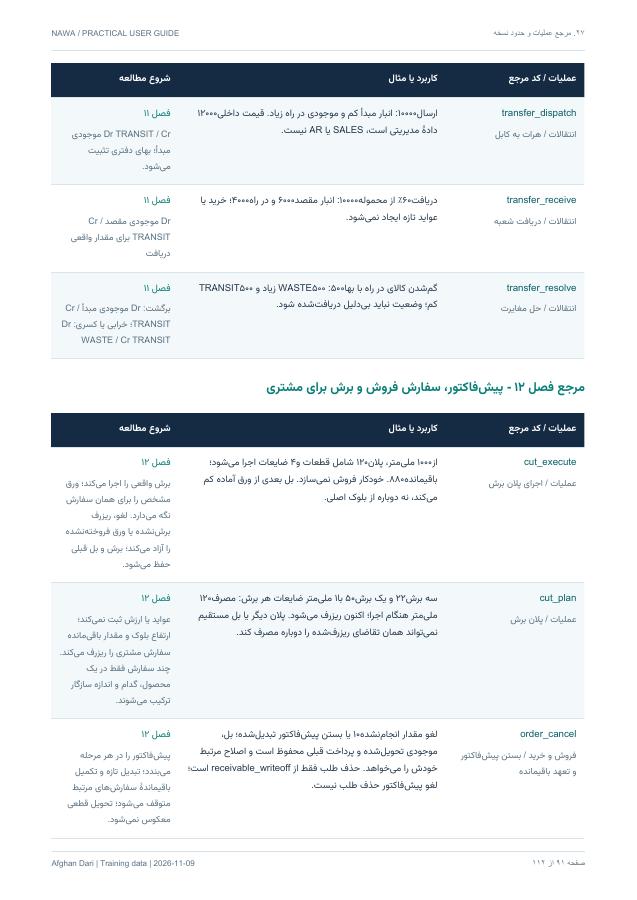 NAWA / PRACTICAL USER GUIDE
۲۷. مرجع عملیات و حدود نسخه
عملیات / کد مرجع
کاربرد یا مثال
شروع مطالعه
transfer_dispatch
انتقالات / هرات به کابل
ارسال۱۰۰۰۰: انبار مبدأ کم و موجودی در راه زیاد. قیمت داخلی۱۲۰۰۰
دادهٔ مدیریتی است، SALES یا AR نیست.
فصل ۱۱
Dr TRANSIT / Cr موجودی
مبدأ؛ بهای دفتری تثبیت
می‌شود.
transfer_receive
انتقالات / دریافت شعبه
دریافت۶۰٪ از محموله۱۰۰۰۰: انبار مقصد۶۰۰۰ و در راه۴۰۰۰؛ خرید یا
عواید تازه ایجاد نمی‌شود.
فصل ۱۱
Dr موجودی مقصد / Cr
TRANSIT برای مقدار واقعی
دریافت
transfer_resolve
انتقالات / حل مغایرت
گم‌شدن کالای در راه با بها۵۰۰: WASTE۵۰۰ زیاد و TRANSIT۵۰۰
کم؛ وضعیت نباید بی‌دلیل دریافت‌شده شود.
فصل ۱۱
برگشت: Dr موجودی مبدأ / Cr
TRANSIT؛ خرابی یا کسری: Dr
WASTE / Cr TRANSIT
مرجع فصل ۱۲ - پیش‌فاکتور، سفارش فروش و برش برای مشتری
عملیات / کد مرجع
کاربرد یا مثال
شروع مطالعه
cut_execute
عملیات / اجرای پلان برش
از۱۰۰۰ ملی‌متر، پلان۱۲۰ شامل قطعات و۴ ضایعات اجرا می‌شود؛
باقیمانده۸۸۰. خودکار فروش نمی‌سازد. بل بعدی از ورق آماده کم
می‌کند، نه دوباره از بلوک اصلی.
فصل ۱۲
برش واقعی را اجرا می‌کند؛ ورق
مشخص را برای همان سفارش
نگه می‌دارد. لغو، ریزرف
برش‌نشده یا ورق فروخته‌نشده
را آزاد می‌کند؛ برش و بل قبلی
حفظ می‌شود.
cut_plan
عملیات / پلان برش
سه برش۲۲ و یک برش۵۰ با۱ ملی‌متر ضایعات هر برش: مصرف۱۲۰
ملی‌متر هنگام اجرا؛ اکنون ریزرف می‌شود. پلان دیگر یا بل مستقیم
نمی‌تواند همان تقاضای ریزرف‌شده را دوباره مصرف کند.
فصل ۱۲
عواید یا ارزش ثبت نمی‌کند؛
ارتفاع بلوک و مقدار باقی‌مانده
سفارش مشتری را ریزرف می‌کند.
چند سفارش فقط در یک
محصول، گدام و اندازه سازگار
ترکیب می‌شوند.
order_cancel
فروش و خرید / بستن پیش‌فاکتور
و تعهد باقیمانده
لغو مقدار انجام‌نشده۱۰ یا بستن پیش‌فاکتور تبدیل‌شده؛ بل،
موجودی تحویل‌شده و پرداخت قبلی محفوظ است و اصلاح مرتبط
خودش را می‌خواهد. حذف طلب فقط از receivable_writeoff است؛
لغو پیش‌فاکتور حذف طلب نیست.
فصل ۱۲
پیش‌فاکتور را در هر مرحله
می‌بندد؛ تبدیل تازه و تکمیل
باقیماندهٔ سفارش‌های مرتبط
متوقف می‌شود؛ تحویل قطعی
معکوس نمی‌شود.
Afghan Dari | Training data | 2026-11-09
صفحه ۹۱ از ۱۱۲